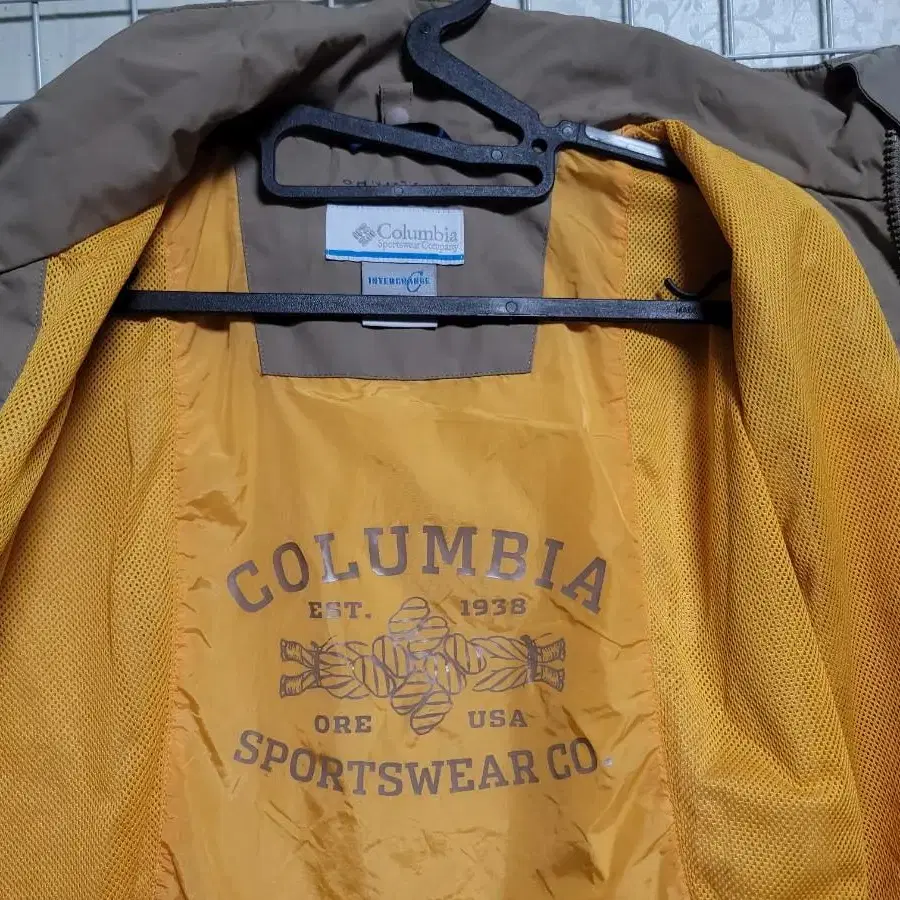 Columbia
Sportswear Company
INTERCHANGE
COLUMBIA
EST. 1938
ORE USA
SPORTSWEAR CO.